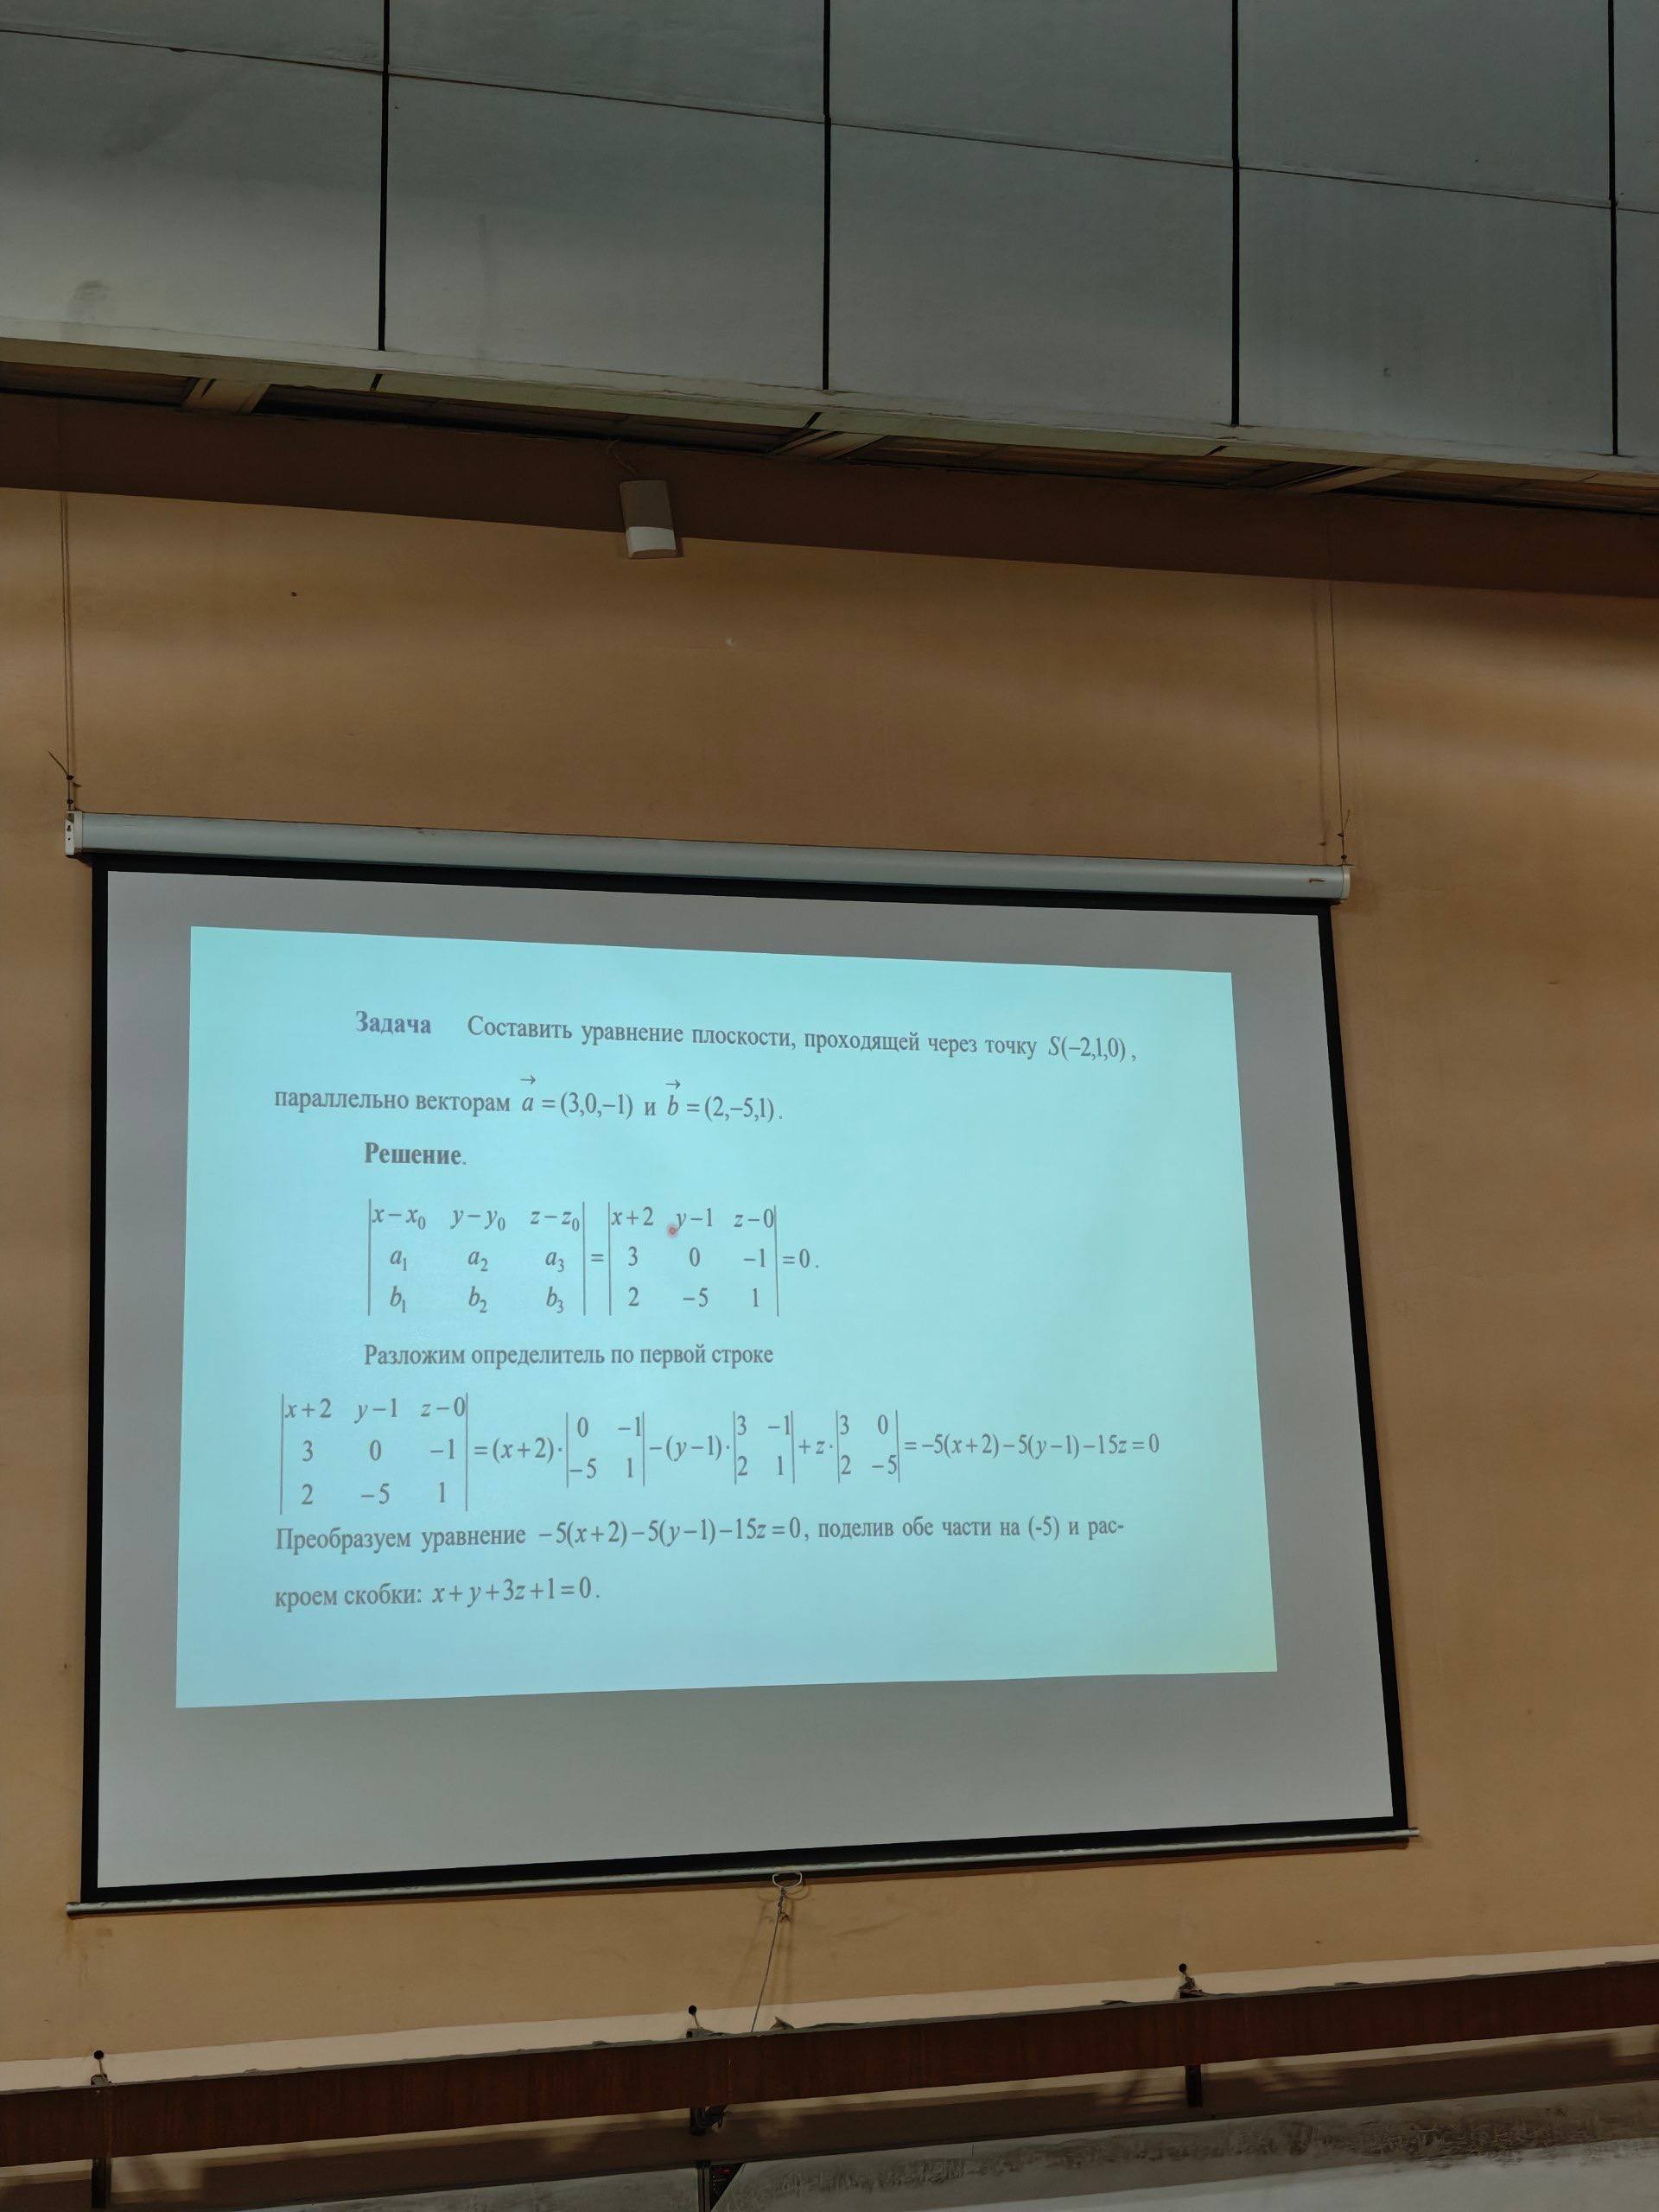 Задача Составить уравнение плоскости, проходящей через точку S(−2,1,0),
параллельно векторам a→ = (3,0,−1) и b→ = (2,−5,1).
Решение.
|x−x₀ y−y₀ z−z₀| |x+2 y−1 z−0|
|a₁ a₂ a₃| = |3 0 −1| = 0.
|b₁ b₂ b₃| |2 −5 1|
Разложим определитель по первой строке
|x+2 y−1 z−0| |0 −1| |3 −1| |3 0|
|3 0 −1| = (x+2)· −(y−1)· +z· = −5(x+2)−5(y−1)−15z = 0
|2 −5 1| |−5 1| |2 1| |2 −5|
Преобразуем уравнение −5(x+2)−5(y−1)−15z = 0, поделив обе части на (-5) и рас-
кроем скобки: x + y + 3z + 1 = 0.